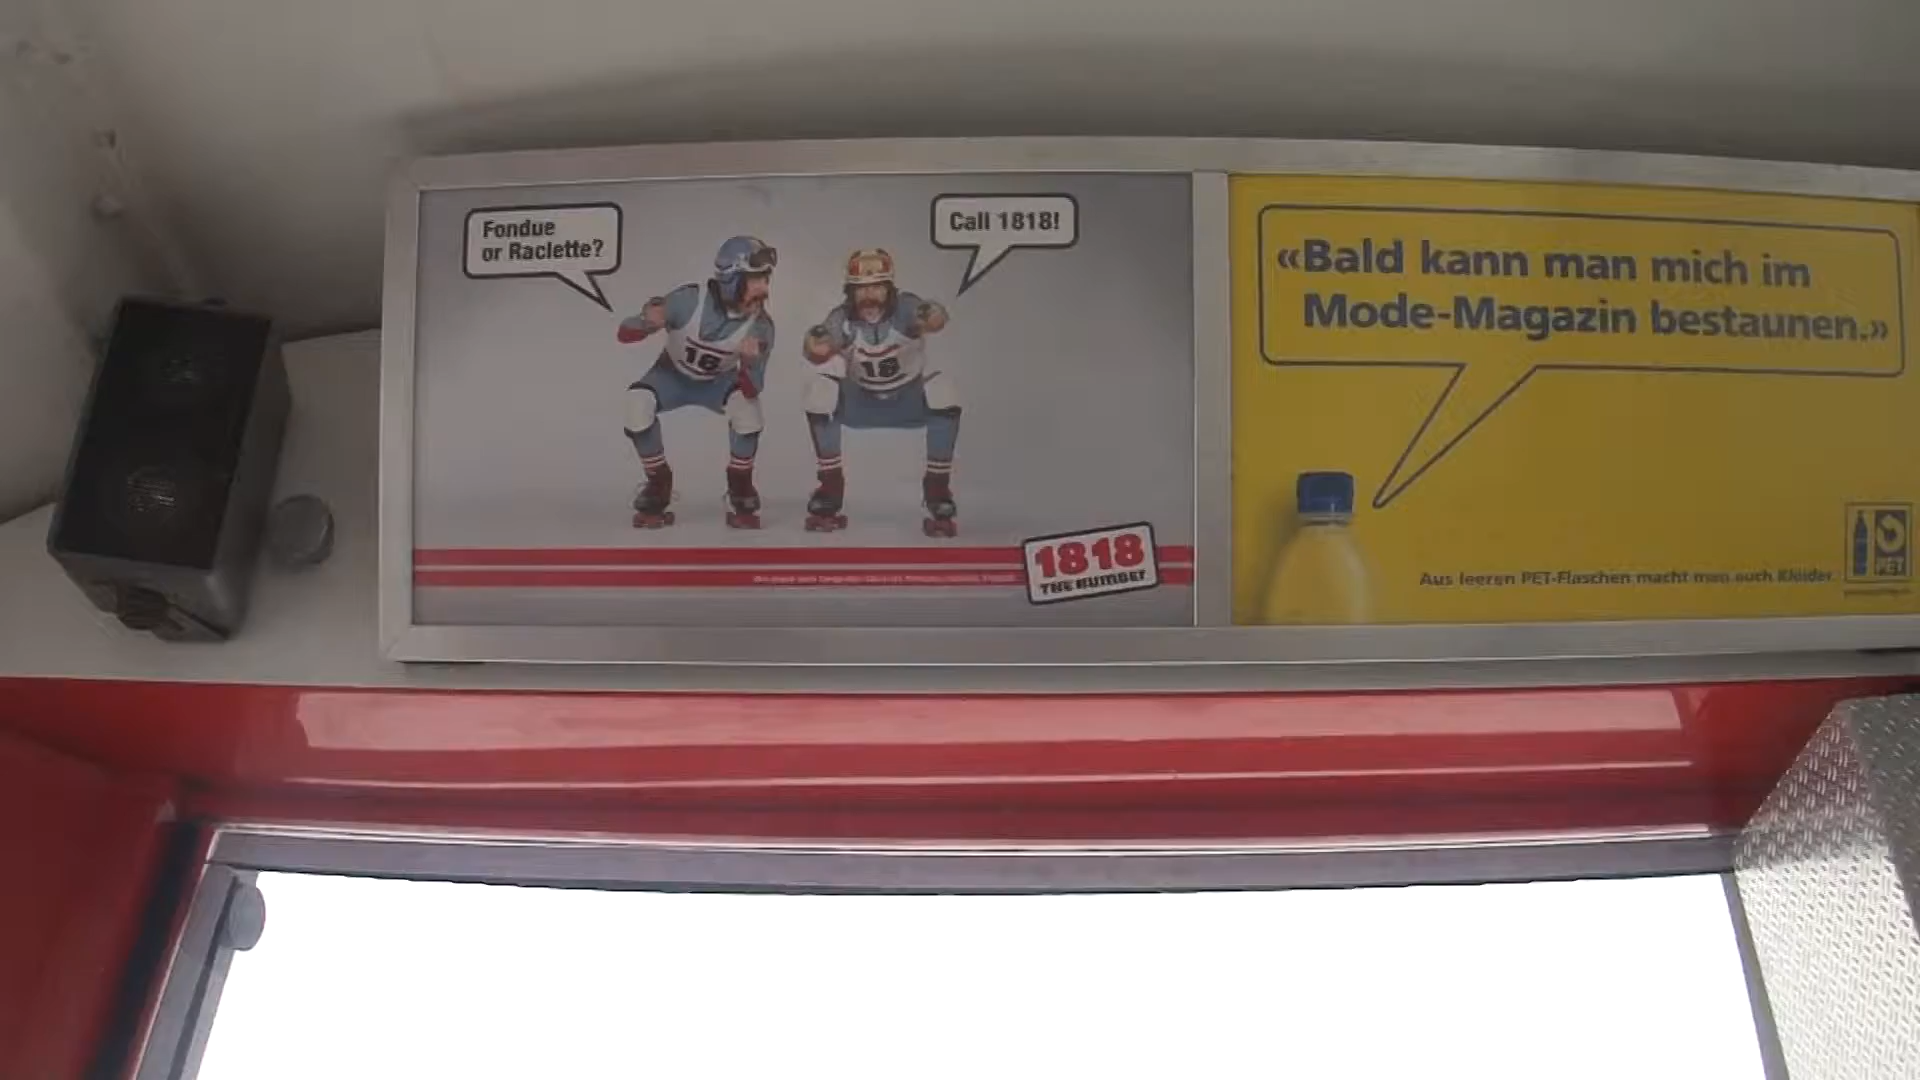 Fondue
or Raclette?
Call 1818!
18
18
1818
THE NUMBER
«Bald kann man mich im
Mode-Magazin bestaunen.»
Aus leeren PET-Flaschen macht man auch Kleider.
PET